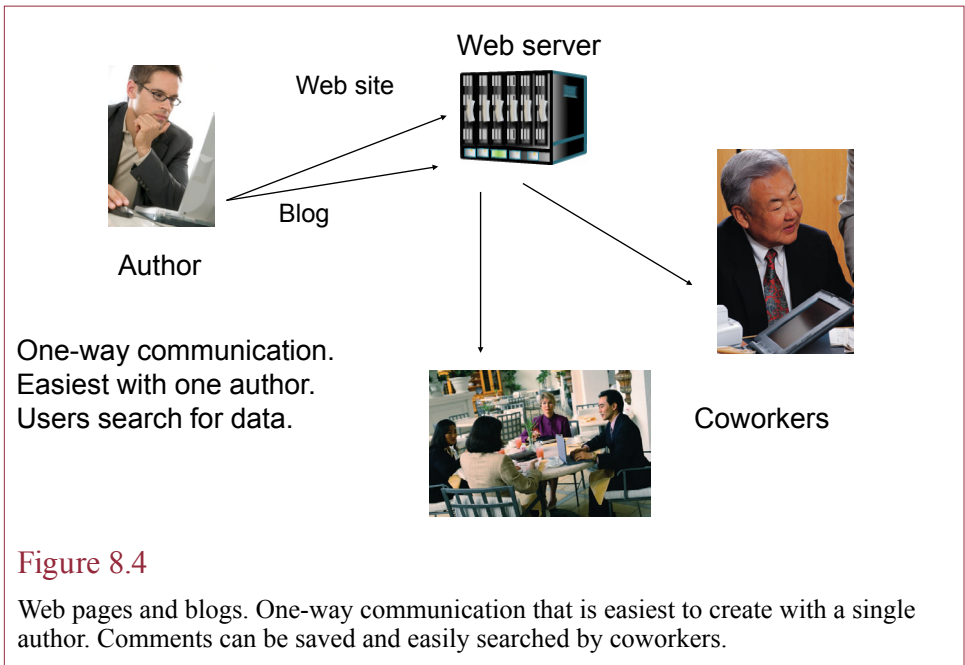 Web server
Web site
Blog
Author
One-way communication.
Easiest with one author.
Users search for data.
Coworkers
Figure 8.4
Web pages and blogs. One-way communication that is easiest to create with a single
author. Comments can be saved and easily searched by coworkers.